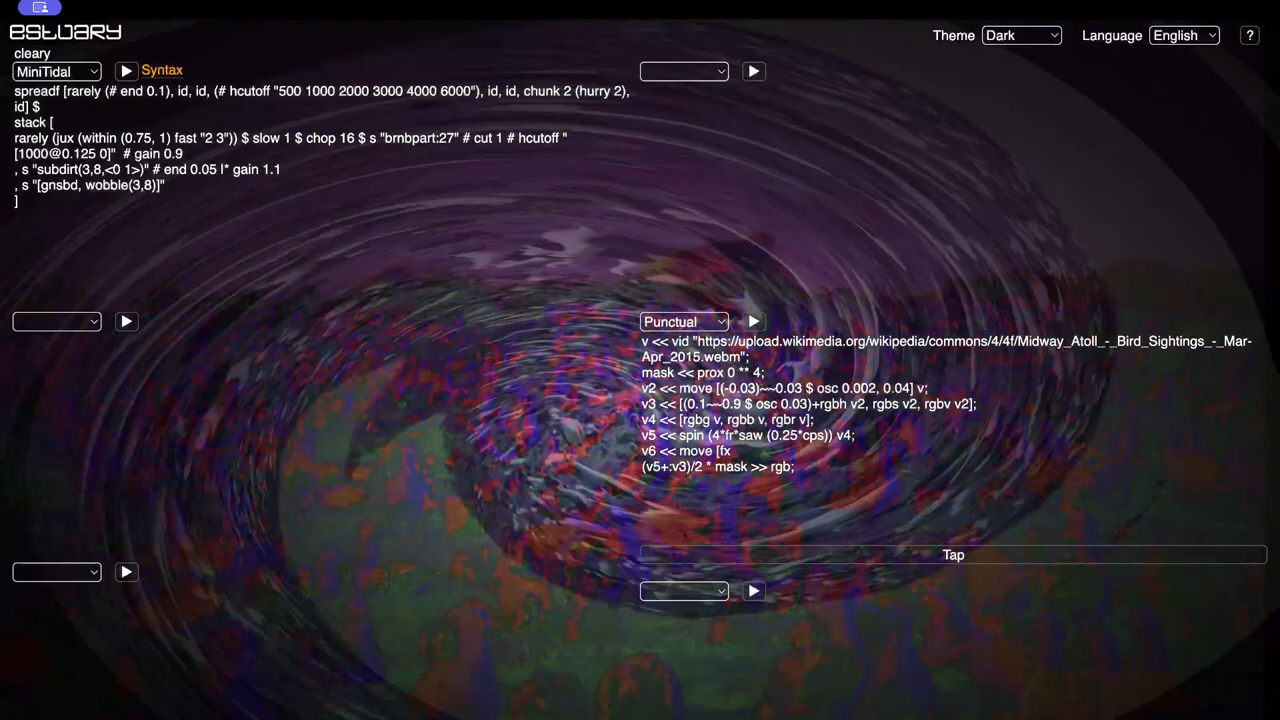 estuary
Theme Dark Language English ?
cleary
MiniTidal Syntax
spreadf [rarely (# end 0.1), id, id, (# hcutoff "500 1000 2000 3000 4000 6000"), id, id, chunk 2 (hurry 2),
id] $
stack [
rarely (jux (within (0.75, 1) fast "2 3")) $ slow 1 $ chop 16 $ s "brnbpart:27" # cut 1 # hcutoff "
[1000@0.125 0]"  # gain 0.9
, s "subdirt(3,8,<0 1>)" # end 0.05 |* gain 1.1
, s "[gnsbd, wobble(3,8)]"
]
Punctual
v << vid "https://upload.wikimedia.org/wikipedia/commons/4/4f/Midway_Atoll_-_Bird_Sightings_-_Mar-
Apr_2015.webm";
mask << prox 0 ** 4;
v2 << move [(-0.03)~~0.03 $ osc 0.002, 0.04] v;
v3 << [(0.1~~0.9 $ osc 0.03)+rgbh v2, rgbs v2, rgbv v2];
v4 << [rgbg v, rgbb v, rgbr v];
v5 << spin (4*fr*saw (0.25*cps)) v4;
v6 << move [fx
(v5+:v3)/2 * mask >> rgb;
Tap